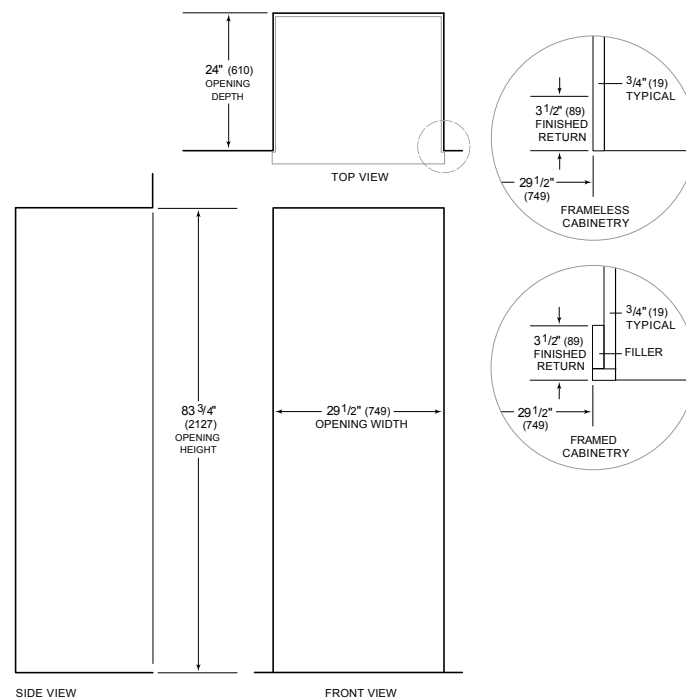 24" (610)
OPENING
DEPTH
TOP VIEW
3/4" (19)
TYPICAL
3 1/2" (89)
FINISHED
RETURN
29 1/2"
(749)
FRAMELESS
CABINETRY
3/4" (19)
TYPICAL
3 1/2" (89)
FINISHED
RETURN
FILLER
29 1/2"
(749)
FRAMED
CABINETRY
83 3/4"
(2127)
OPENING
HEIGHT
29 1/2" (749)
OPENING WIDTH
SIDE VIEW
FRONT VIEW